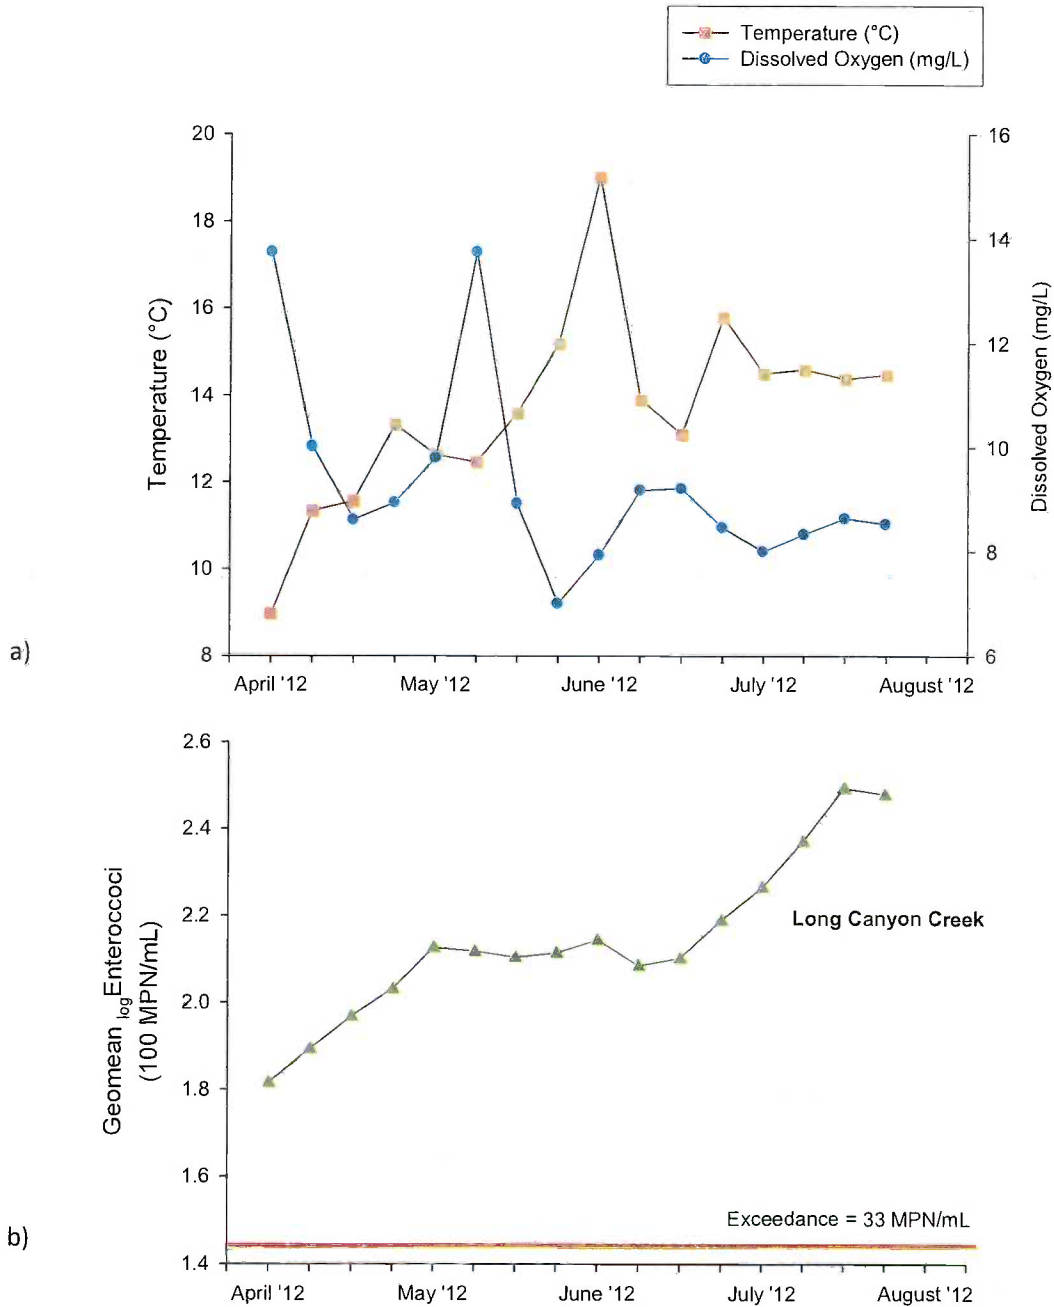 Temperature (°C)
Dissolved Oxygen (mg/L)
20
18
16
14
12
10
8
Temperature (°C)
16
14
12
10
8
6
Dissolved Oxygen (mg/L)
a)
April '12 May '12 June '12 July '12 August '12
2.6
2.4
2.2
2.0
1.8
1.6
1.4
Geomean log Enteroccoci
(100 MPN/mL)
Long Canyon Creek
Exceedance = 33 MPN/mL
b)
April '12 May '12 June '12 July '12 August '12